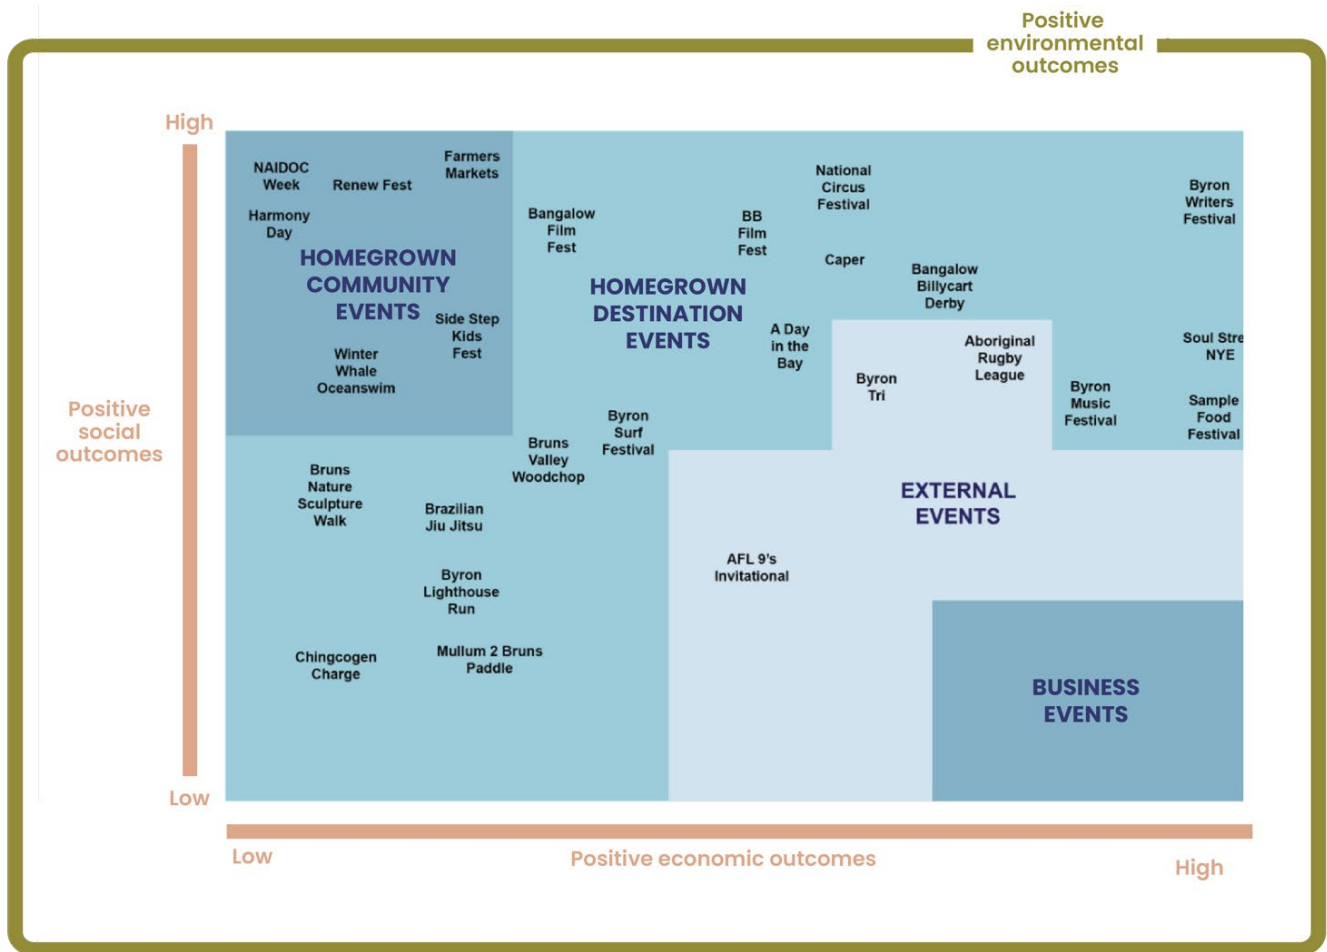 Positive
environmental
outcomes
High
NAIDOC
Week
Renew Fest
Farmers
Markets
Harmony
Day
HOMEGROWN
COMMUNITY
EVENTS
Side Step
Kids
Fest
Winter
Whale
Oceanswim
Bangalow
Film
Fest
BB
Film
Fest
National
Circus
Festival
Byron
Writers
Festival
Caper
Bangalow
Billycart
Derby
HOMEGROWN
DESTINATION
EVENTS
A Day
in the
Bay
Byron
Tri
Aboriginal
Rugby
League
Soul Stre
NYE
Byron
Music
Festival
Sample
Food
Festival
Positive
social
outcomes
Byron
Surf
Festival
Bruns
Valley
Woodchop
Bruns
Nature
Sculpture
Walk
Brazilian
Jiu Jitsu
EXTERNAL
EVENTS
AFL 9's
Invitational
Byron
Lighthouse
Run
Chingcogen
Charge
Mullum 2 Bruns
Paddle
BUSINESS
EVENTS
Low
Low
Positive economic outcomes
High